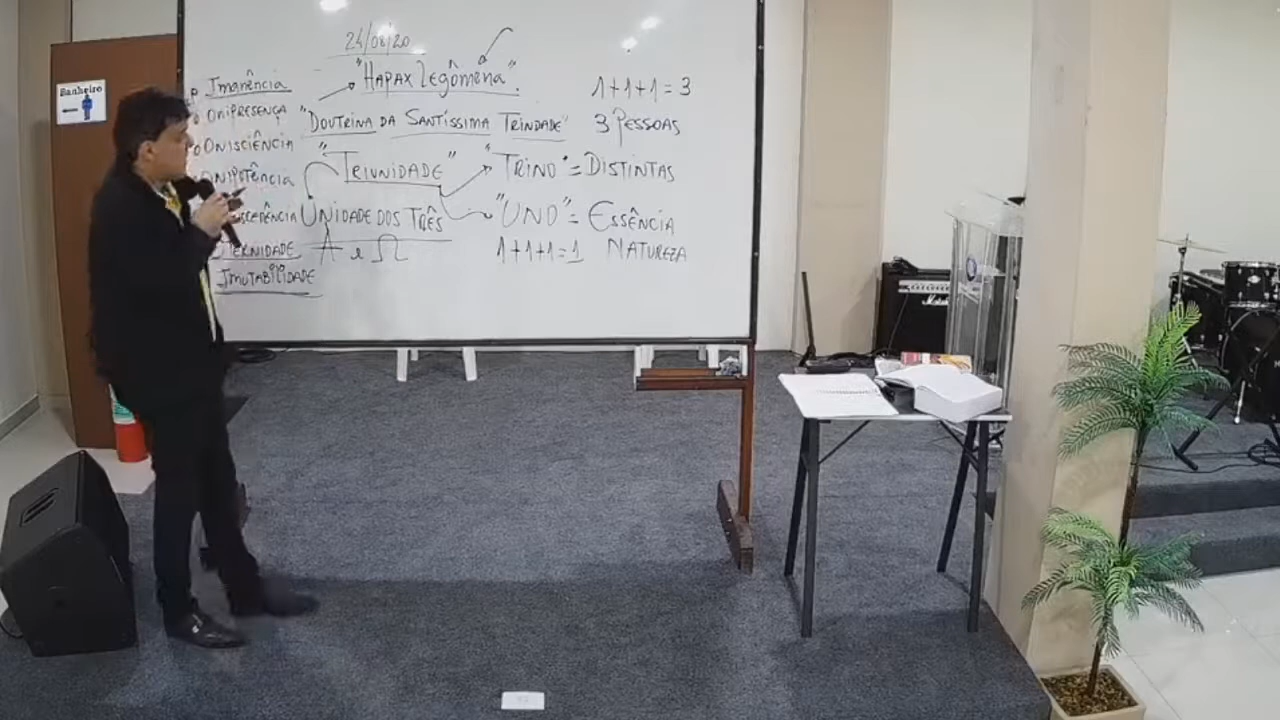 Banheiro
24/08/20
"Hapax Legômena".
Imanência
Onipresença
Onisciência
Onipotência
Eternidade
Imutabilidade
"Doutrina da Santíssima Trindade"
"Triunidade"
Unidade dos Três
A e Ω
1+1+1=3
3 Pessoas
"Trino" = Distintas
"Uno" = Essência
1+1+1=1 Natureza